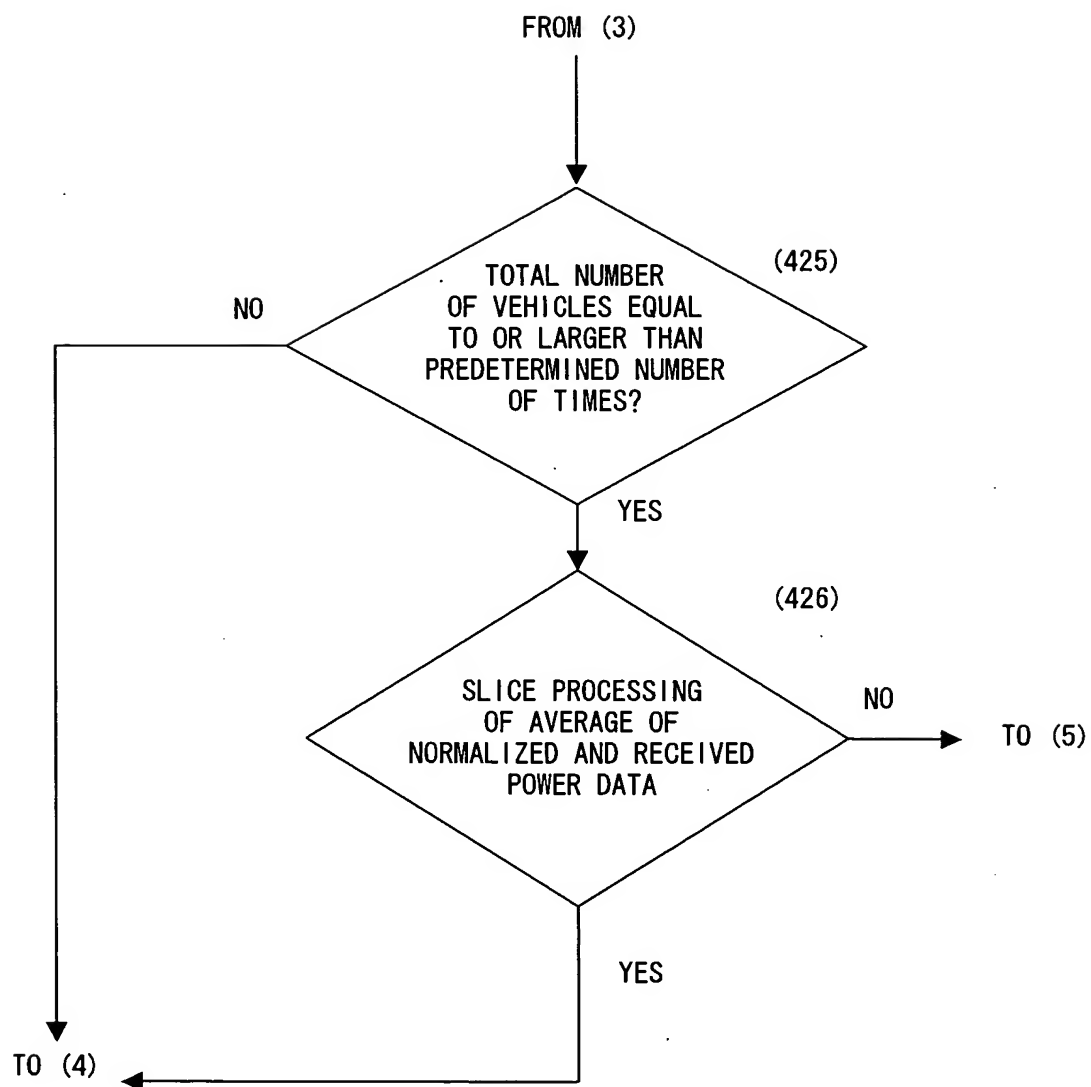 FROM (3)
(425)
TOTAL NUMBER
OF VEHICLES EQUAL
TO OR LARGER THAN
PREDETERMINED NUMBER
OF TIMES?
NO
YES
(426)
SLICE PROCESSING
OF AVERAGE OF
NORMALIZED AND RECEIVED
POWER DATA
NO
TO (5)
YES
TO (4)